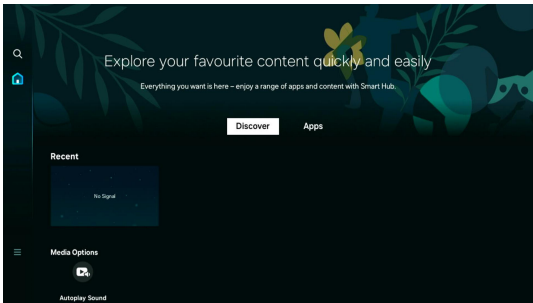 Explore your favourite content quickly and easily
Everything you want is here – enjoy a range of apps and content with Smart Hub.
Discover
Apps
Recent
No Signal
Media Options
Autoplay Sound